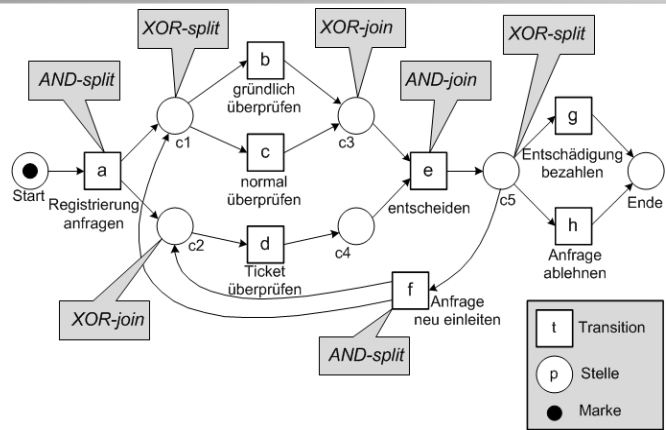 XOR-split
XOR-join
XOR-split
AND-split
AND-join
b
gründlich
überprüfen
g
Entschädigung
bezahlen
c1
c3
c
normal
überprüfen
a
Start
Registrierung
anfragen
e
entscheiden
c5
Ende
h
Anfrage
ablehnen
c2
d
Ticket
überprüfen
c4
f
Anfrage
neu einleiten
XOR-join
AND-split
t Transition
p Stelle
Marke